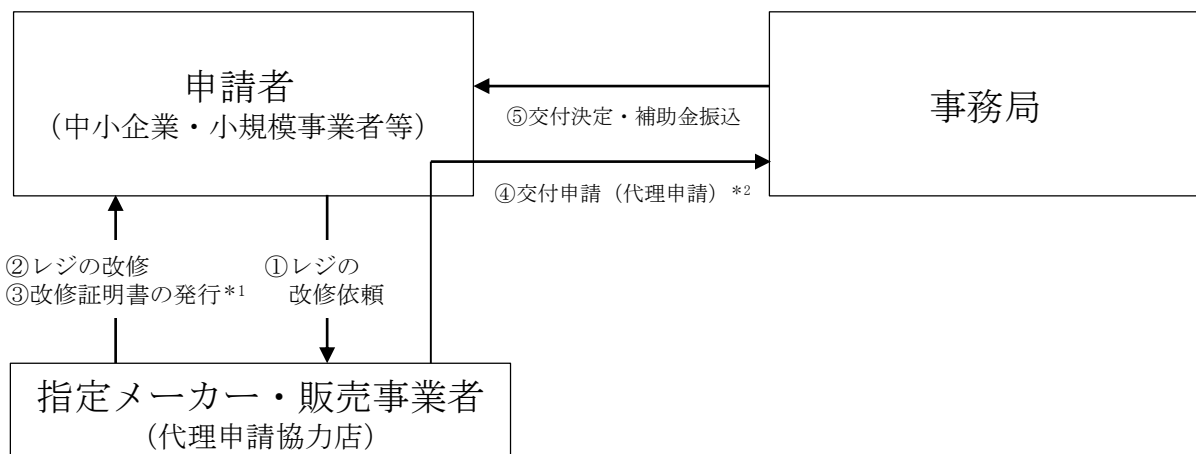 申請者
（中小企業・小規模事業者等）
事務局
⑤交付決定・補助金振込
④交付申請（代理申請）*2
②レジの改修
③改修証明書の発行*1
①レジの
改修依頼
指定メーカー・販売事業者
（代理申請協力店）